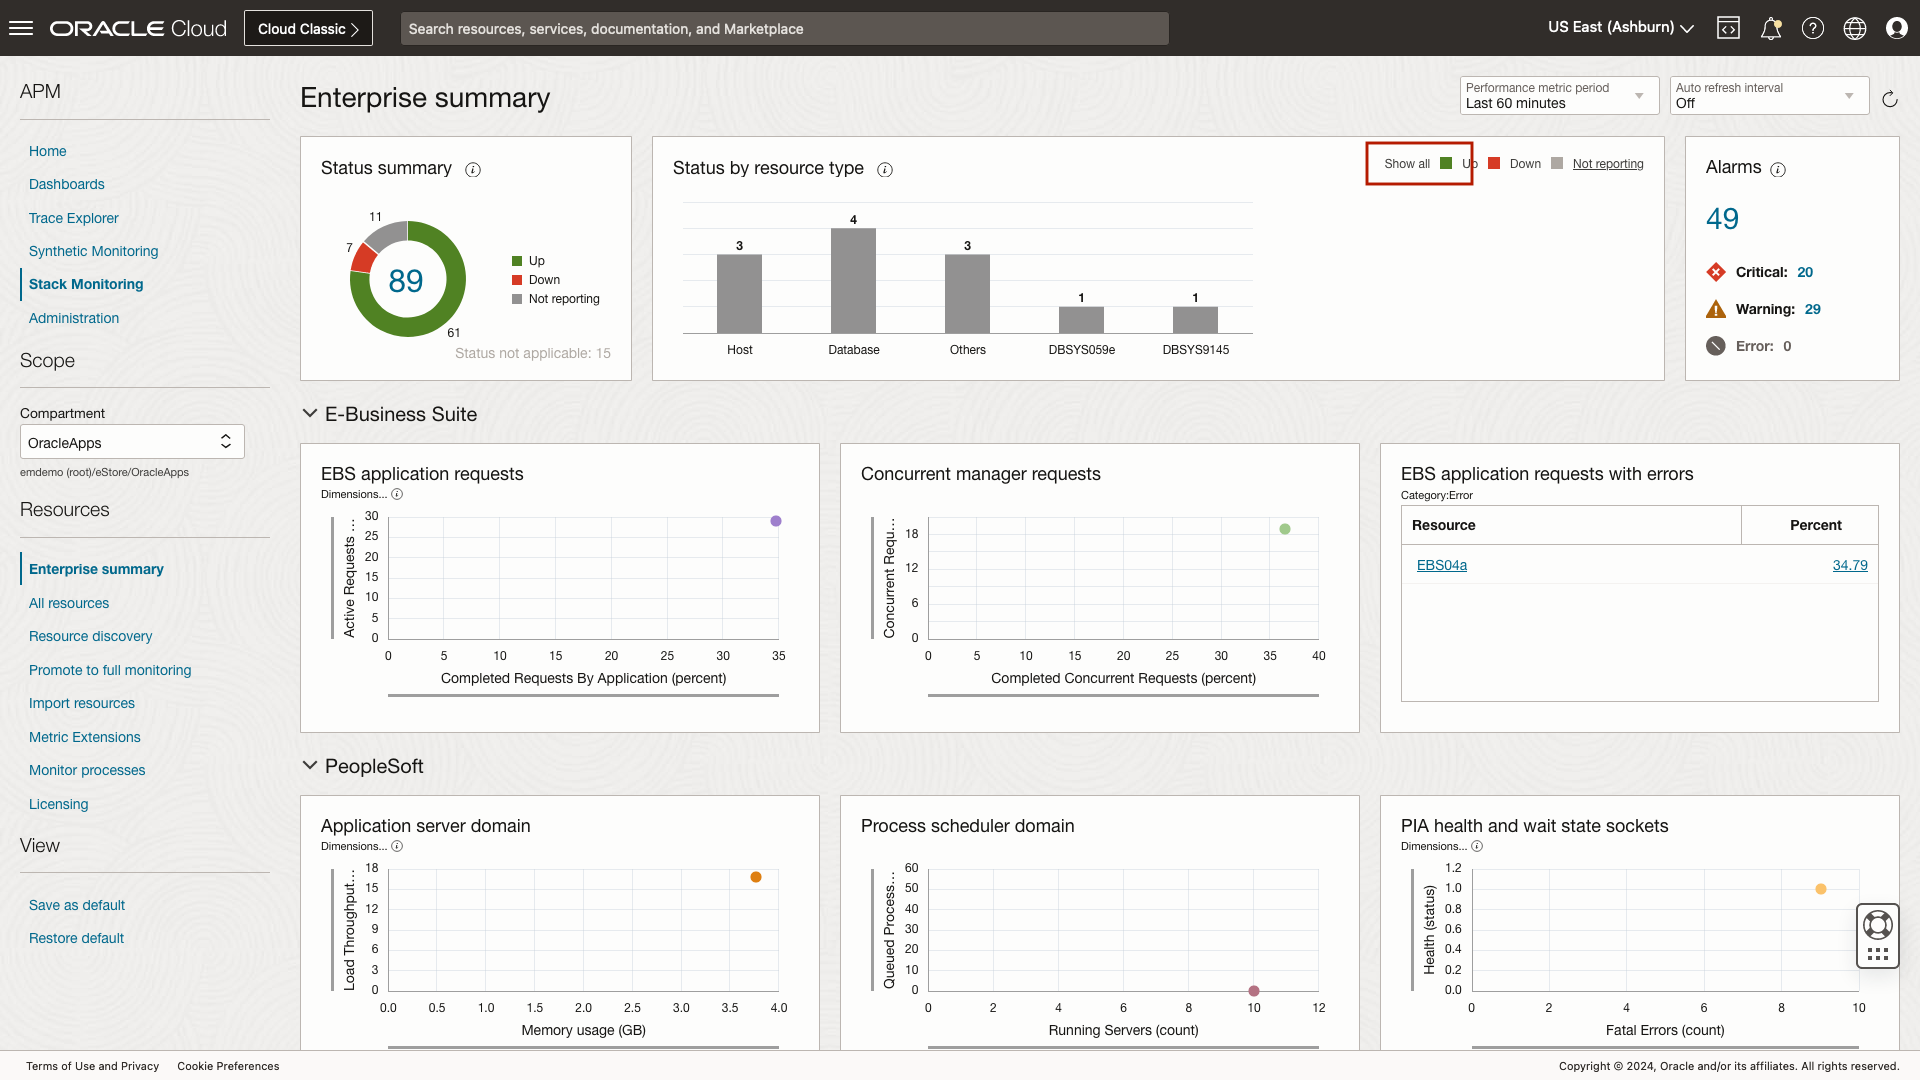 ORACLE Cloud
Cloud Classic
Search resources, services, documentation, and Marketplace
US East (Ashburn)
APM
Home
Dashboards
Trace Explorer
Synthetic Monitoring
Stack Monitoring
Administration
Scope
Compartment
OracleApps
emdemo (root)/eStore/OracleApps
Resources
Enterprise summary
All resources
Resource discovery
Promote to full monitoring
Import resources
Metric Extensions
Monitor processes
Licensing
View
Save as default
Restore default
Enterprise summary
Performance metric period
Last 60 minutes
Auto refresh interval
Off
Status summary
11
7
89
61
Up
Down
Not reporting
Status not applicable: 15
Status by resource type
Show all Up Down Not reporting
3 4 3 1 1
Host Database Others DBSYS059e DBSYS9145
Alarms
49
Critical: 20
Warning: 29
Error: 0
E-Business Suite
EBS application requests
Dimensions...
Active Requests ...
30
25
20
15
10
5
0
0 5 10 15 20 25 30 35
Completed Requests By Application (percent)
Concurrent manager requests
Concurrent Requ...
18
12
6
0
0 5 10 15 20 25 30 35 40
Completed Concurrent Requests (percent)
EBS application requests with errors
Category:Error
Resource Percent
EBS04a 34.79
PeopleSoft
Application server domain
Dimensions...
Load Throughput...
18
15
12
9
6
3
0
0.0 0.5 1.0 1.5 2.0 2.5 3.0 3.5 4.0
Memory usage (GB)
Process scheduler domain
Queued Process...
60
50
40
30
20
10
0
0 2 4 6 8 10 12
Running Servers (count)
PIA health and wait state sockets
Dimensions...
Health (status)
1.2
1.0
0.8
0.6
0.4
0.2
0.0
0 2 4 6 8 10
Fatal Errors (count)
Terms of Use and Privacy Cookie Preferences
Copyright © 2024, Oracle and/or its affiliates. All rights reserved.